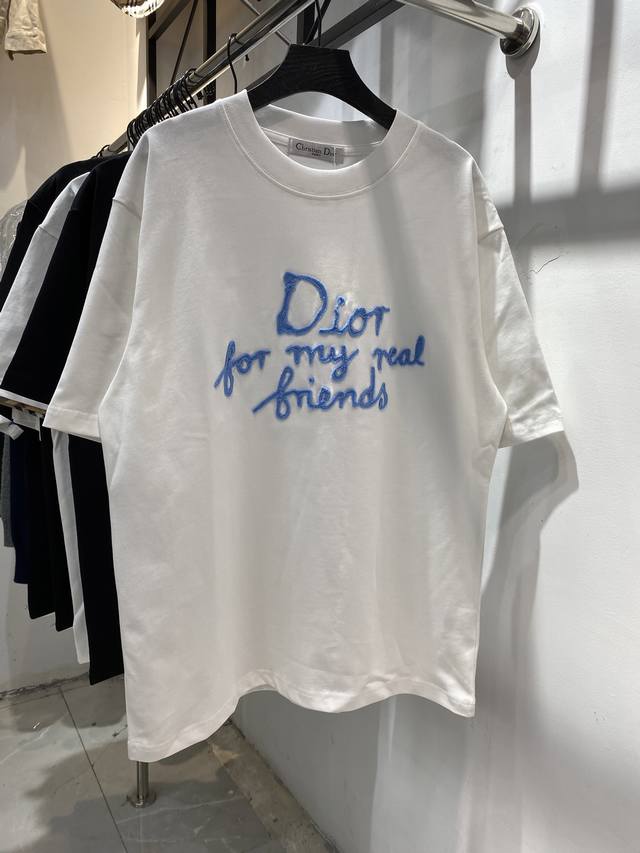 Christian Dior
Dior
for my real
friends